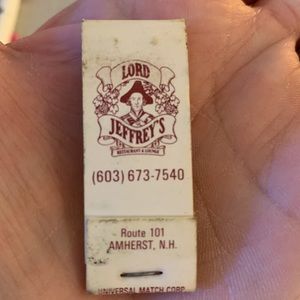 LORD
JEFFREY'S
RESTAURANT & LOUNGE
(603) 673-7540
Route 101
AMHERST, N.H.
UNIVERSAL MATCH CORP.